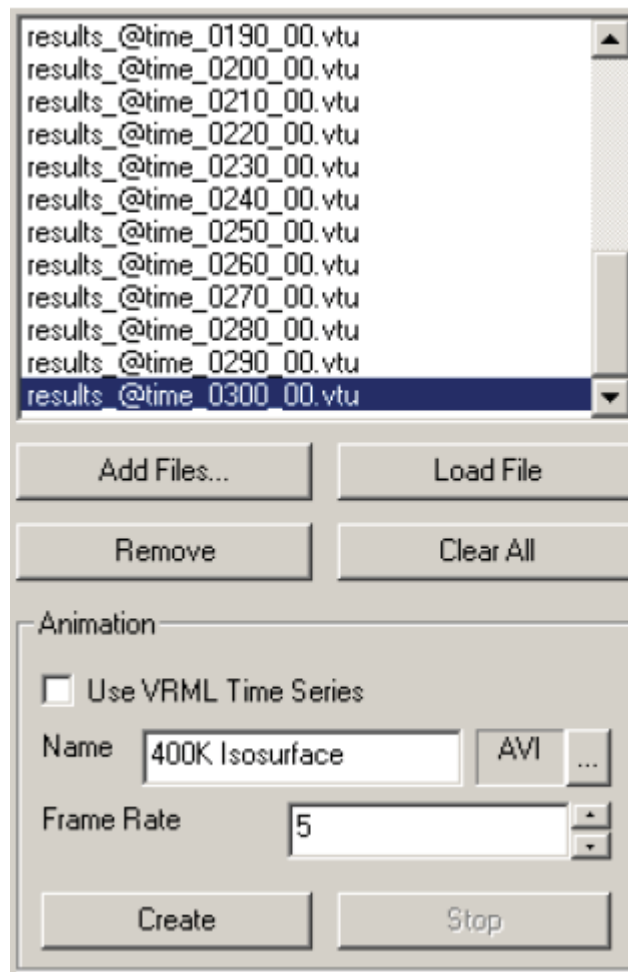 results_@time_0190_00.vtu
results_@time_0200_00.vtu
results_@time_0210_00.vtu
results_@time_0220_00.vtu
results_@time_0230_00.vtu
results_@time_0240_00.vtu
results_@time_0250_00.vtu
results_@time_0260_00.vtu
results_@time_0270_00.vtu
results_@time_0280_00.vtu
results_@time_0290_00.vtu
results_@time_0300_00.vtu
Add Files... Load File
Remove Clear All
Animation
Use VRML Time Series
Name 400K Isosurface AVI ...
Frame Rate 5
Create Stop